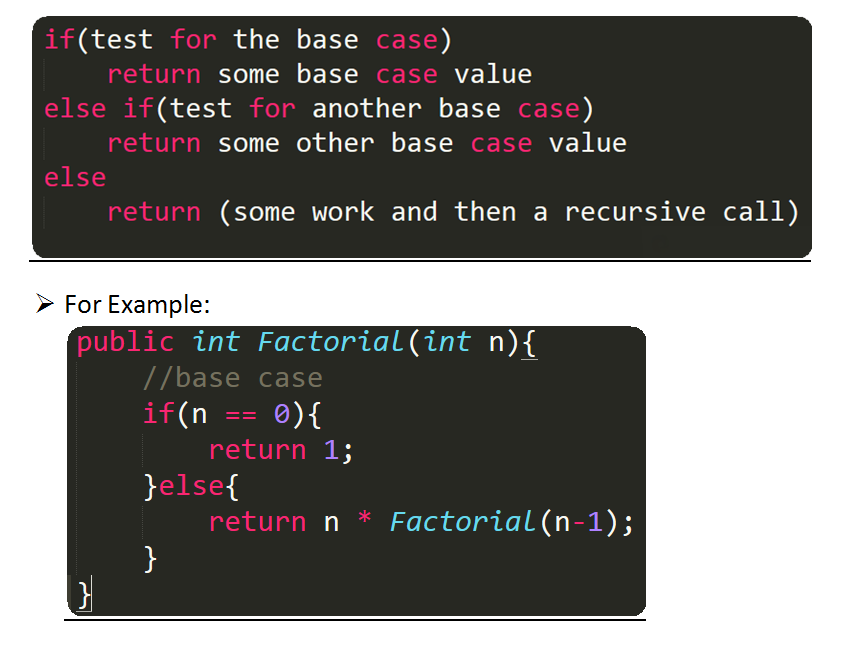 if(test for the base case)
    return some base case value
else if(test for another base case)
    return some other base case value
else
    return (some work and then a recursive call)
➢ For Example:
public int Factorial(int n){
    //base case
    if(n == 0){
        return 1;
    }else{
        return n * Factorial(n-1);
    }
}